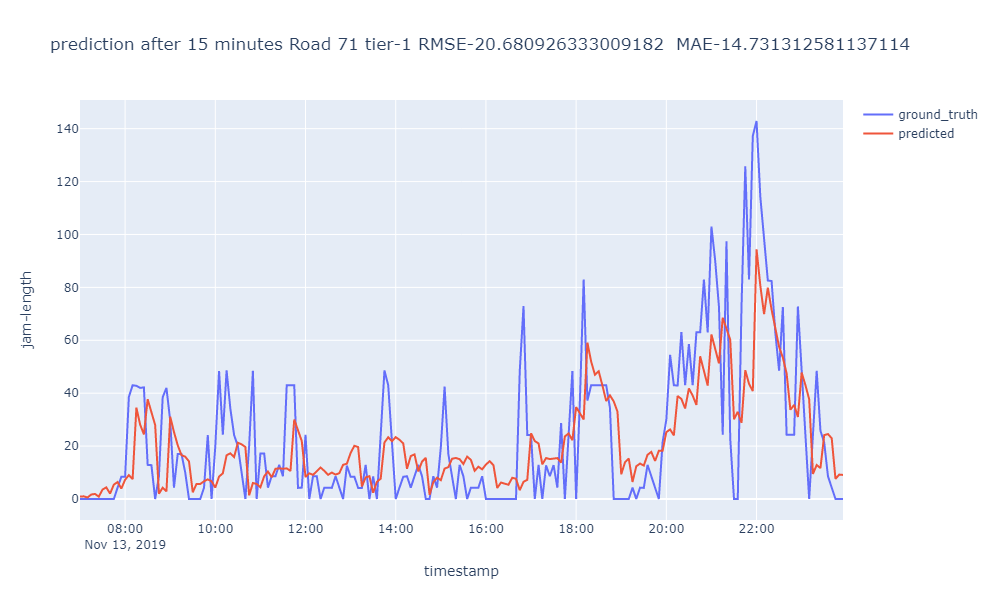 prediction after 15 minutes Road 71 tier-1 RMSE-20.680926333009182  MAE-14.731312581137114
ground_truth
predicted
140
120
100
80
60
40
20
0
jam-length
08:00 10:00 12:00 14:00 16:00 18:00 20:00 22:00
Nov 13, 2019
timestamp